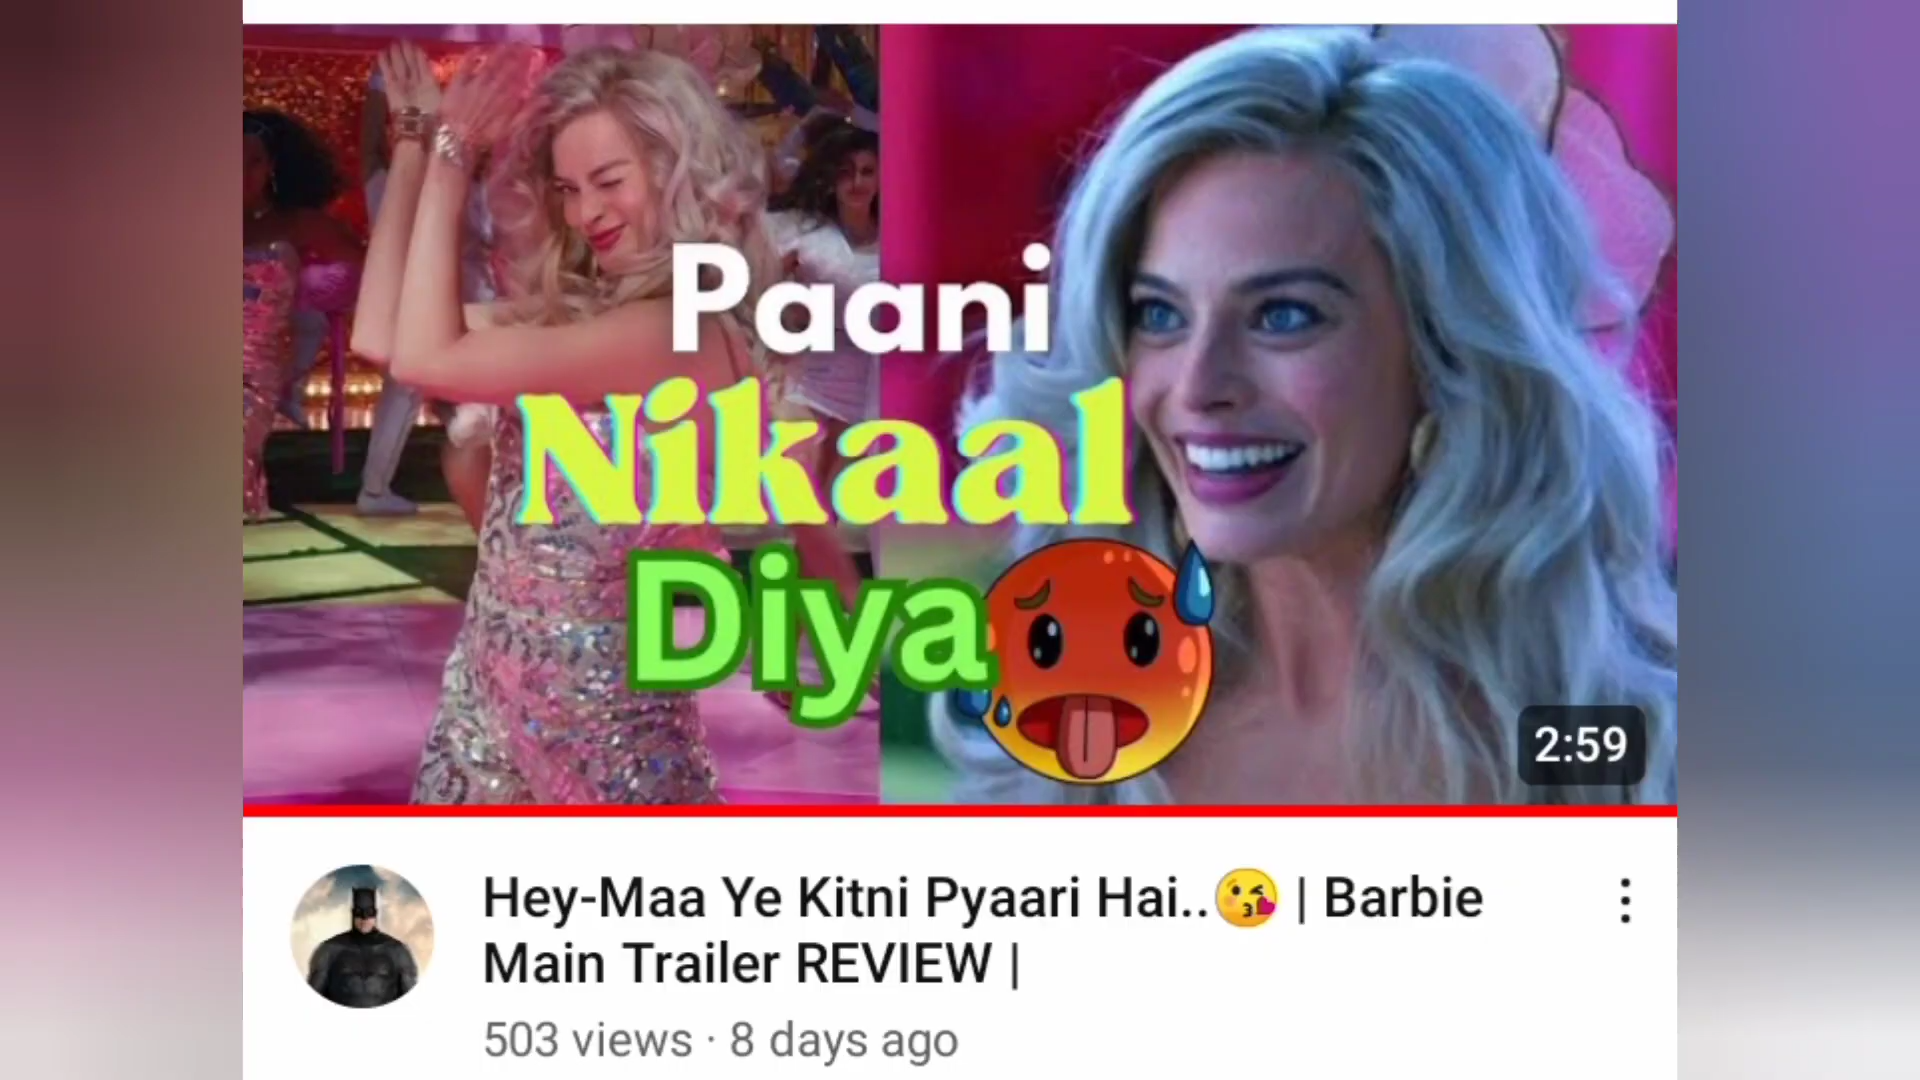 Paani
Nikaal
Diya
2:59
Hey-Maa Ye Kitni Pyaari Hai..😘 | Barbie
Main Trailer REVIEW |
503 views · 8 days ago